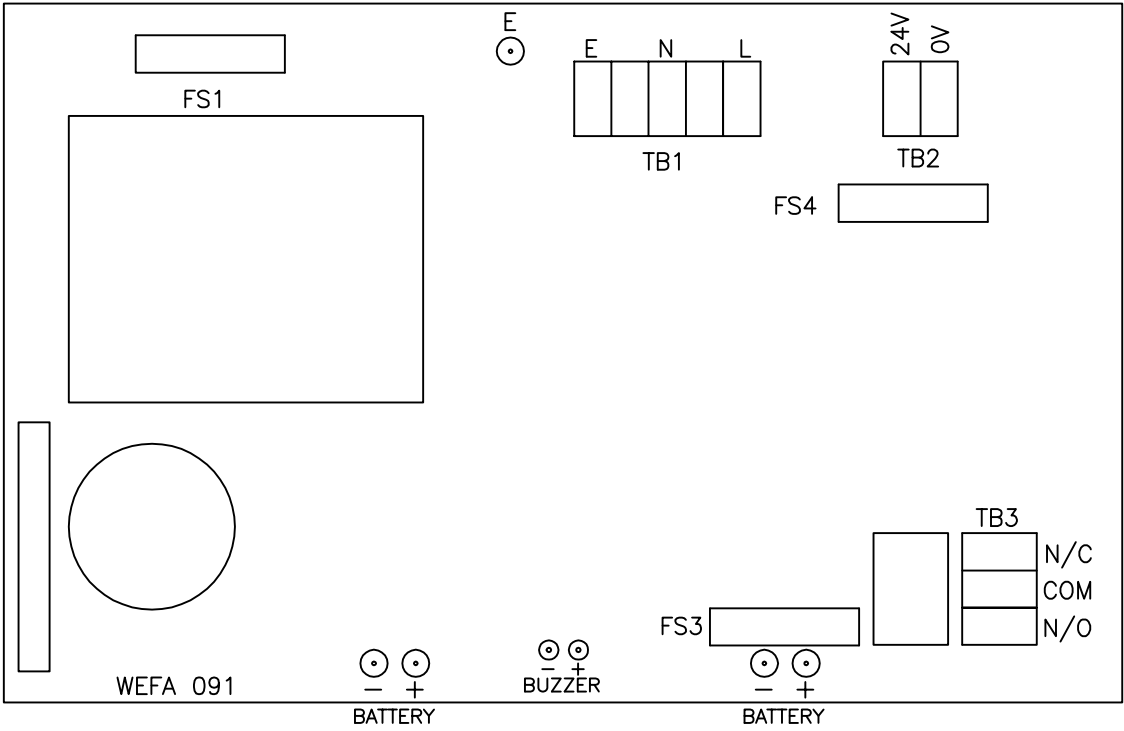 E
24V
0V
E N L
FS1
TB1
TB2
FS4
TB3
N/C
COM
N/O
FS3
- +
- +
- +
WEFA 091
BUZZER
BATTERY
BATTERY